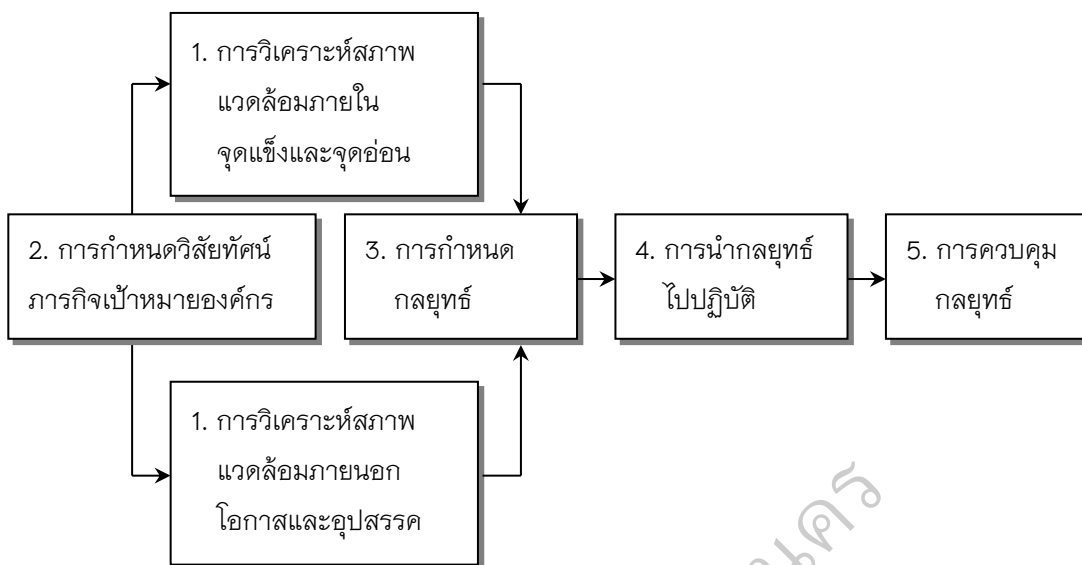 1. การวิเคราะห์สภาพ
แวดล้อมภายใน
จุดแข็งและจุดอ่อน
2. การกำหนดวิสัยทัศน์
ภารกิจเป้าหมายองค์กร
3. การกำหนด
กลยุทธ์
4. การนำกลยุทธ์
ไปปฏิบัติ
5. การควบคุม
กลยุทธ์
1. การวิเคราะห์สภาพ
แวดล้อมภายนอก
โอกาสและอุปสรรค